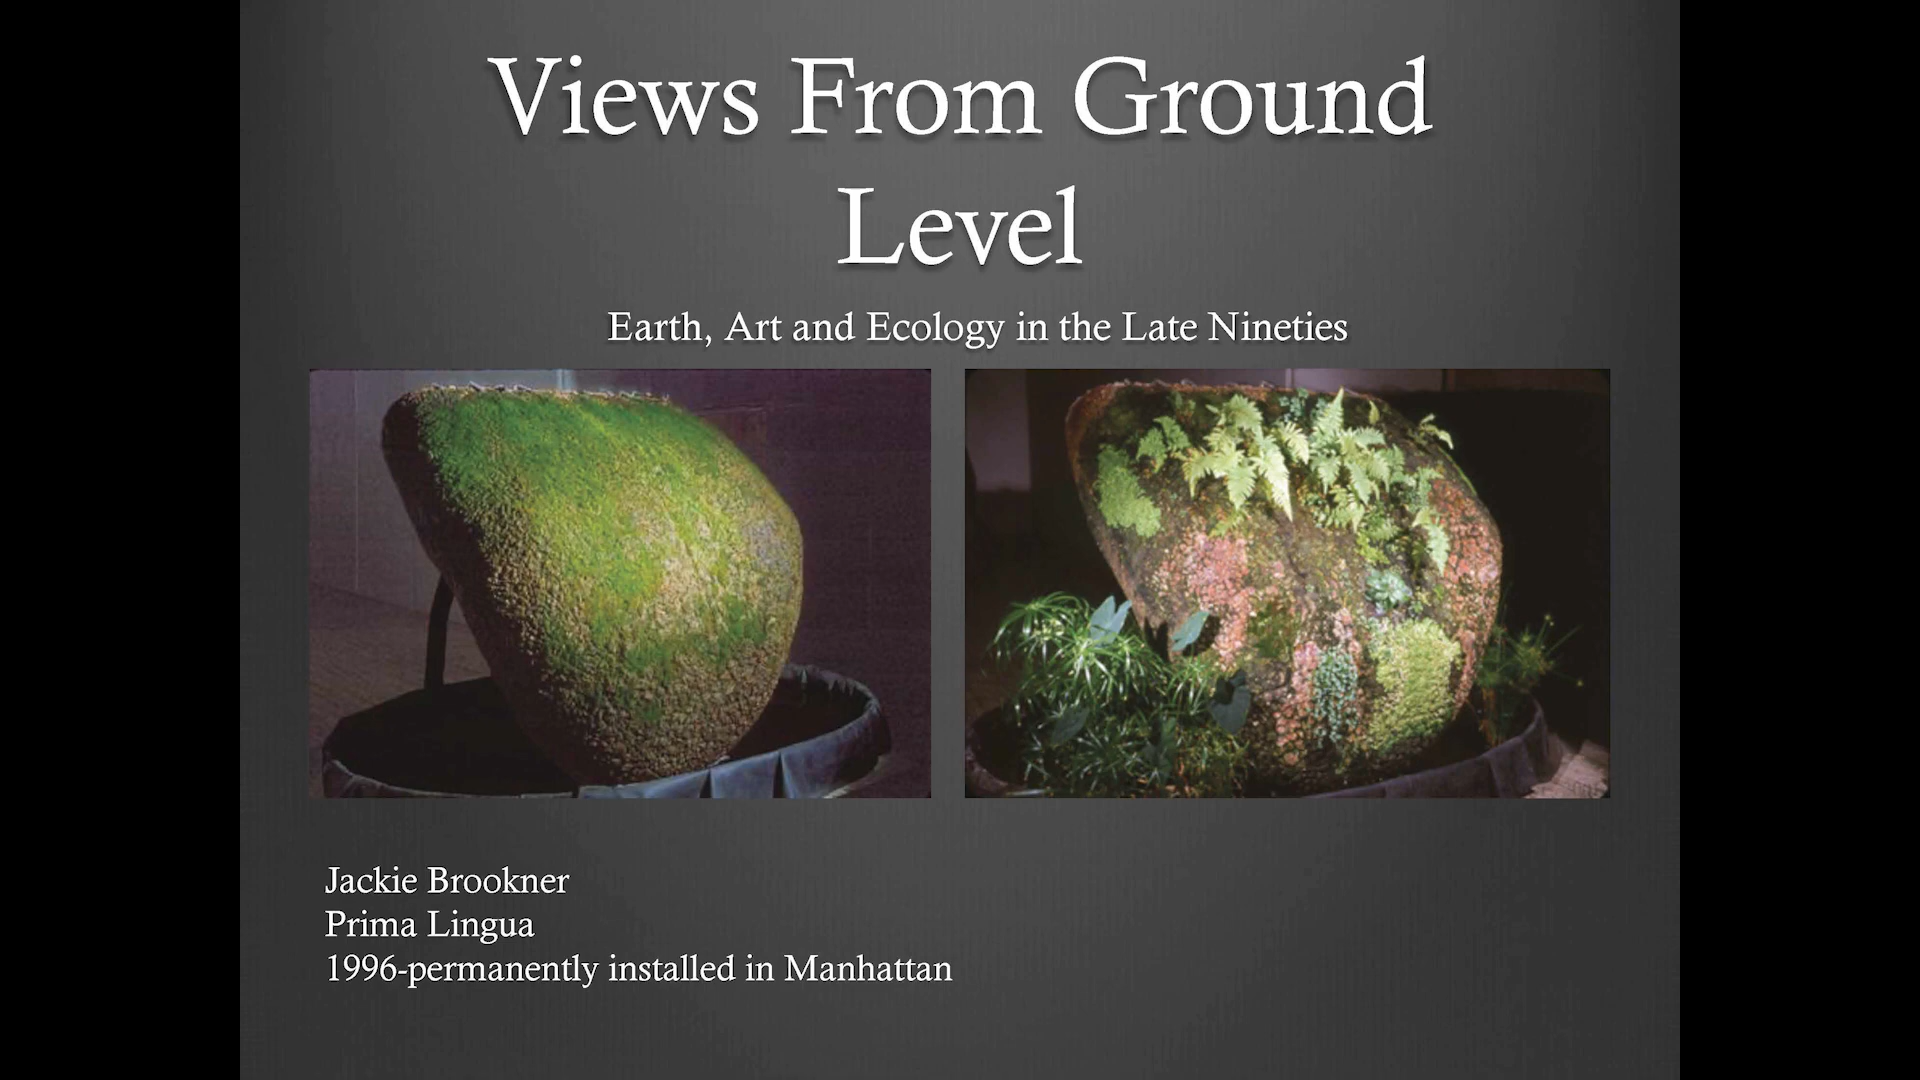 Views From Ground
Level
Earth, Art and Ecology in the Late Nineties
Jackie Brookner
Prima Lingua
1996-permanently installed in Manhattan